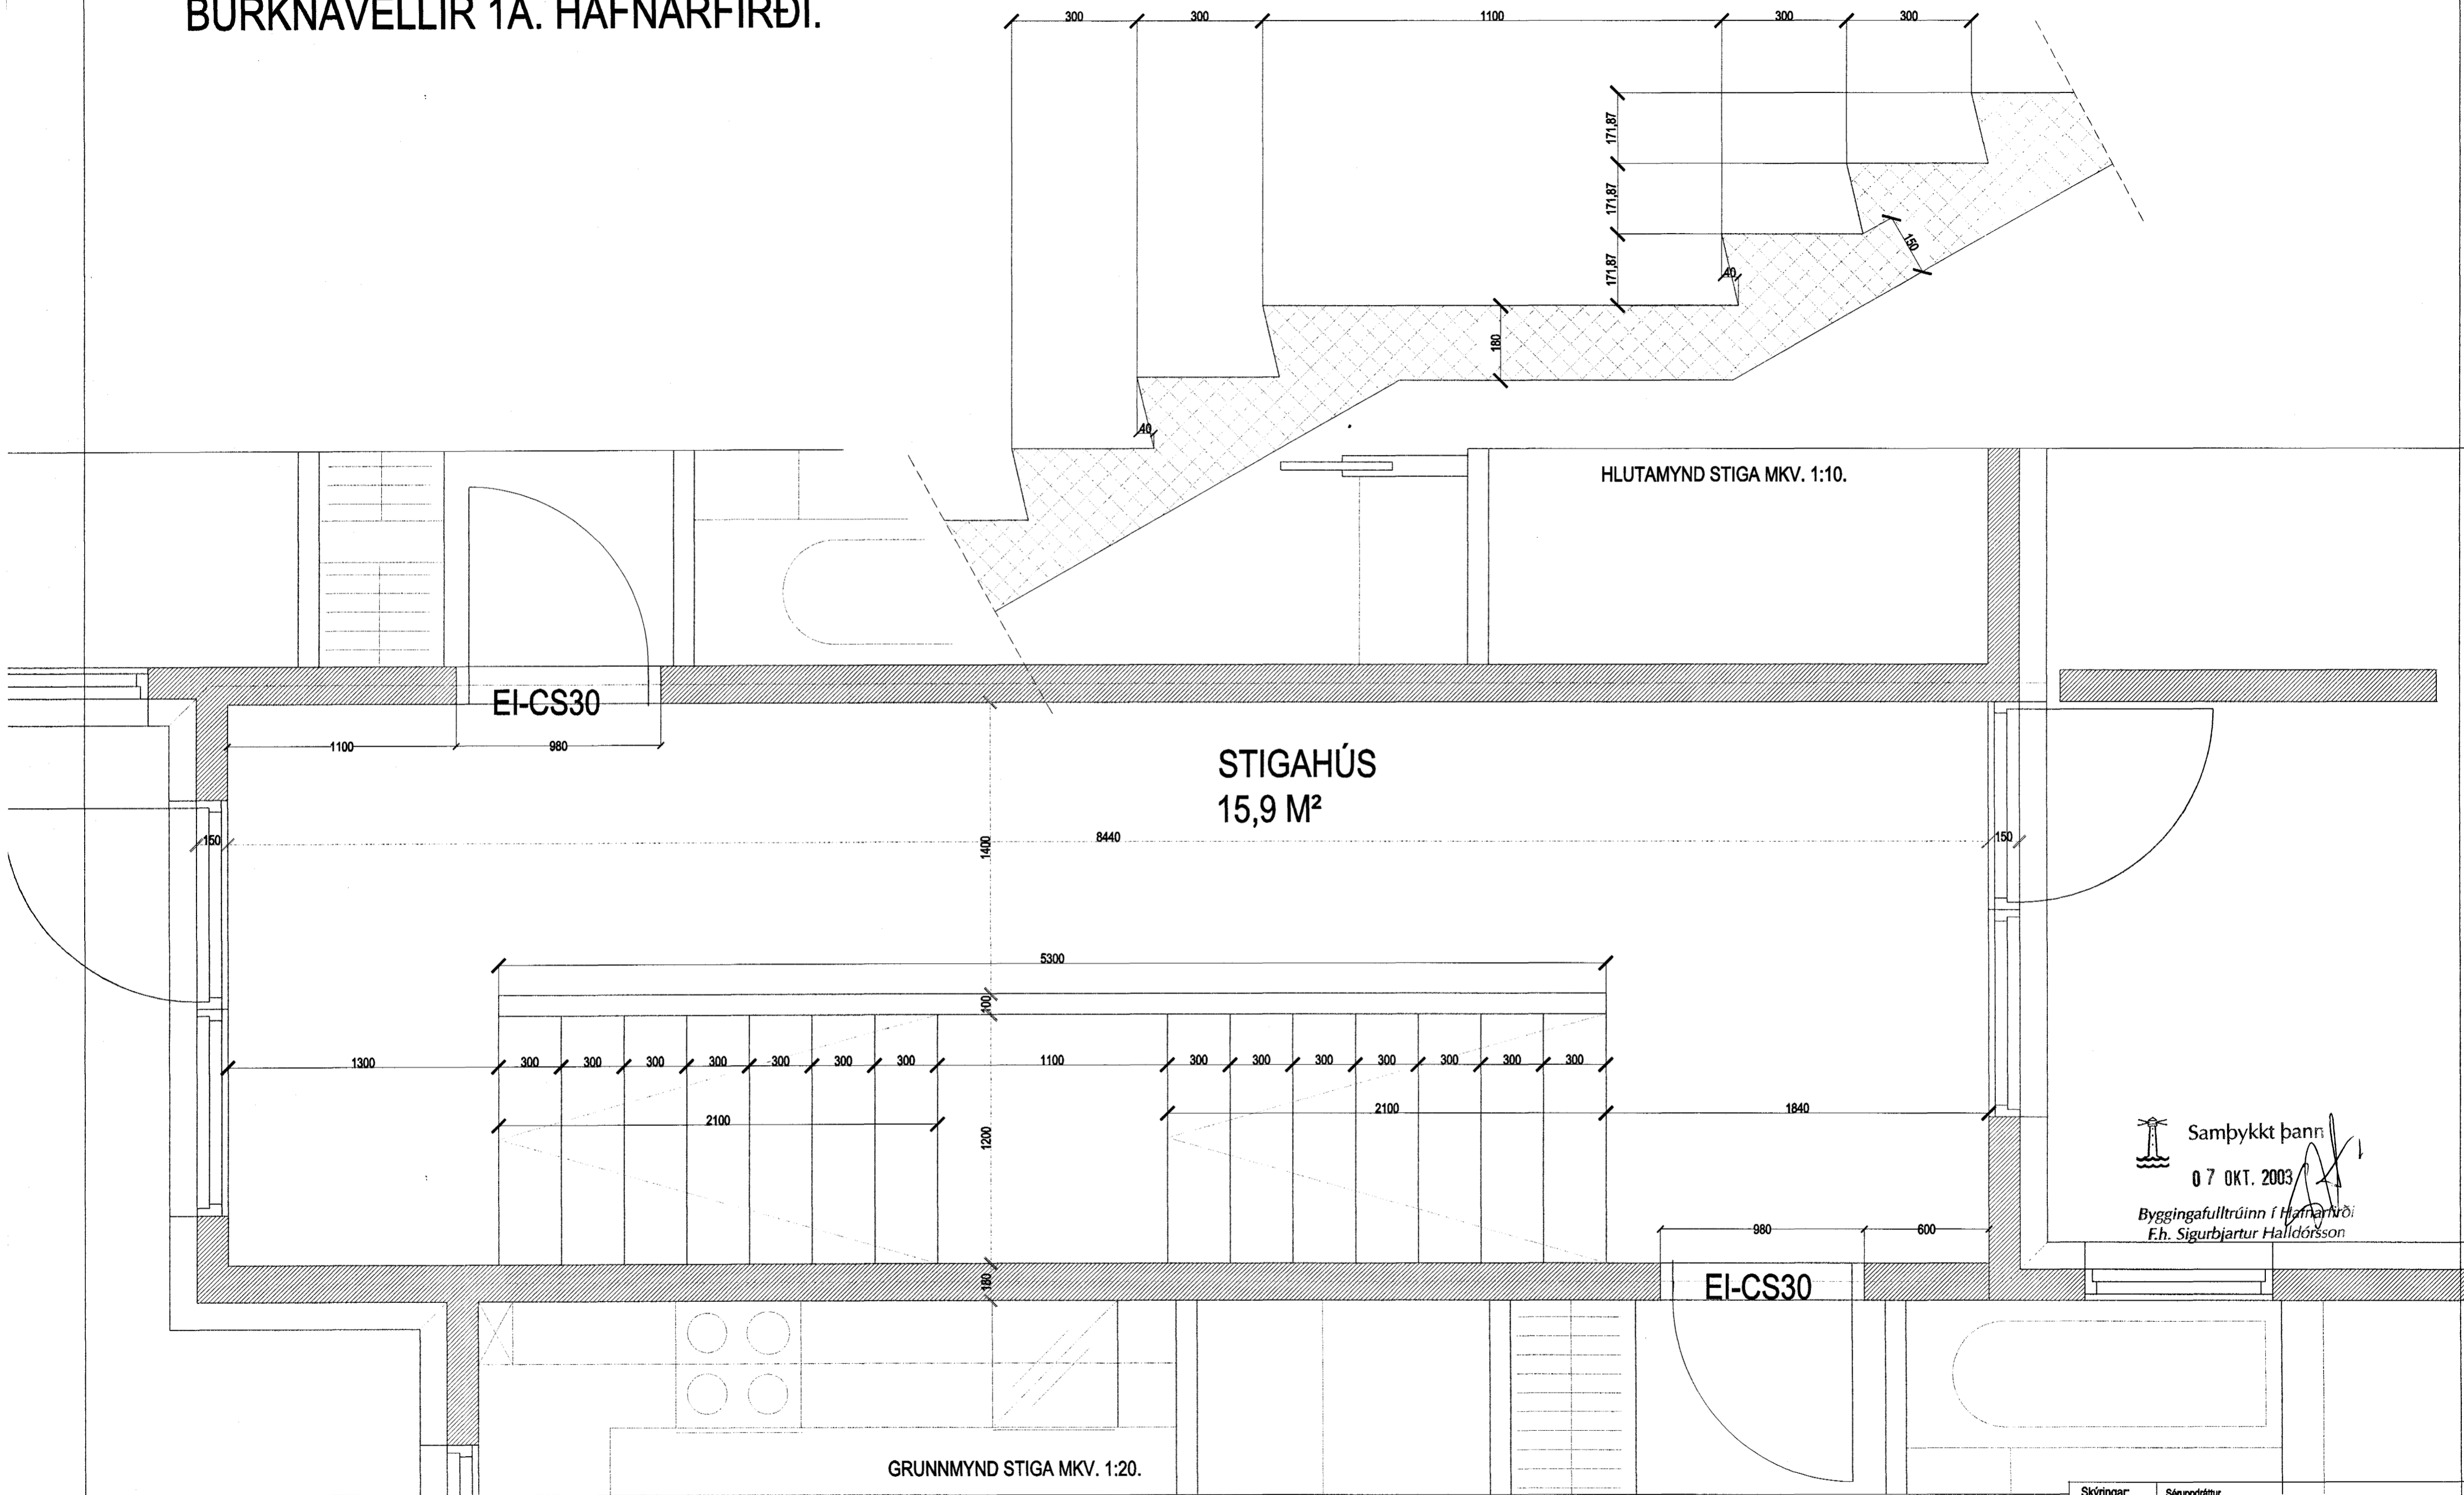 BURKNAVELLIR 1A. HAFNARFIRÐI.
300 300 1100 300 300
171,87
171,87
171,87
150
40
180
40
HLUTAMYND STIGA MKV. 1:10.
EI-CS30
1100 980
STIGAHÚS
15,9 M²
150 1400 8440 150
5300
100
1300 300 300 300 300 300 300 300 1100 300 300 300 300 300 300 300
2100 1200 2100 1840
Samþykkt þann
07 OKT. 2003
Byggingafulltrúinn í Hafnarfirði
F.h. Sigurbjartur Halldórsson
980 600
180
EI-CS30
GRUNNMYND STIGA MKV. 1:20.
Skýringar: Séruppdráttur